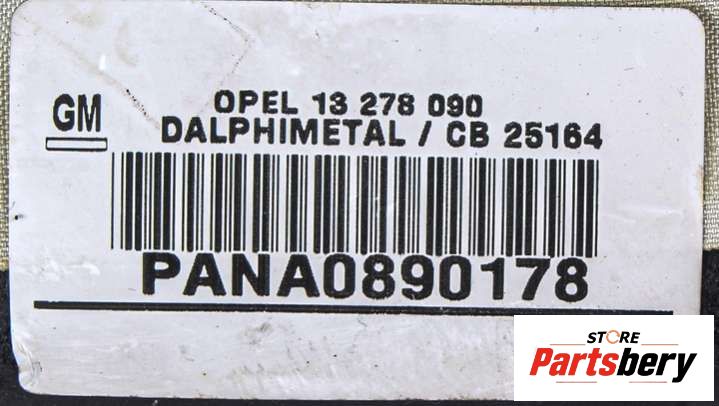 GM
OPEL 13 278 090
DALPHIMETAL / CB 25164
PANA0890178
STORE
Partsbery